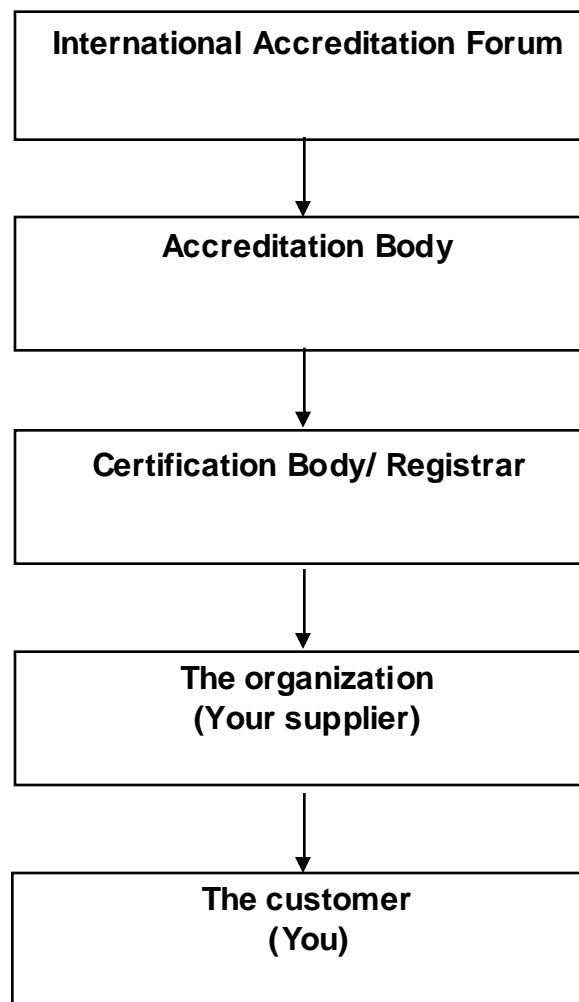 International Accreditation Forum
Accreditation Body
Certification Body/ Registrar
The organization
(Your supplier)
The customer
(You)